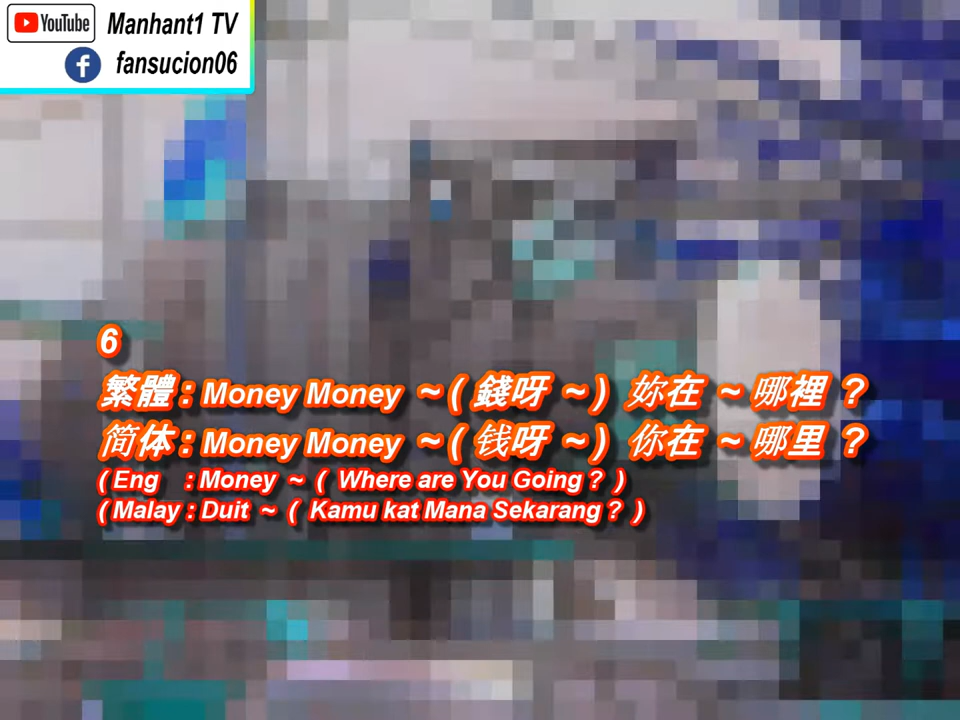 YouTube Manhant1 TV
fansucion06
6
繁體 : Money Money ~ ( 錢呀 ~ ) 妳在 ~ 哪裡 ?
简体 : Money Money ~ ( 钱呀 ~ ) 你在 ~ 哪里 ?
( Eng : Money ~ ( Where are You Going ? )
( Malay : Duit ~ ( Kamu kat Mana Sekarang ? )